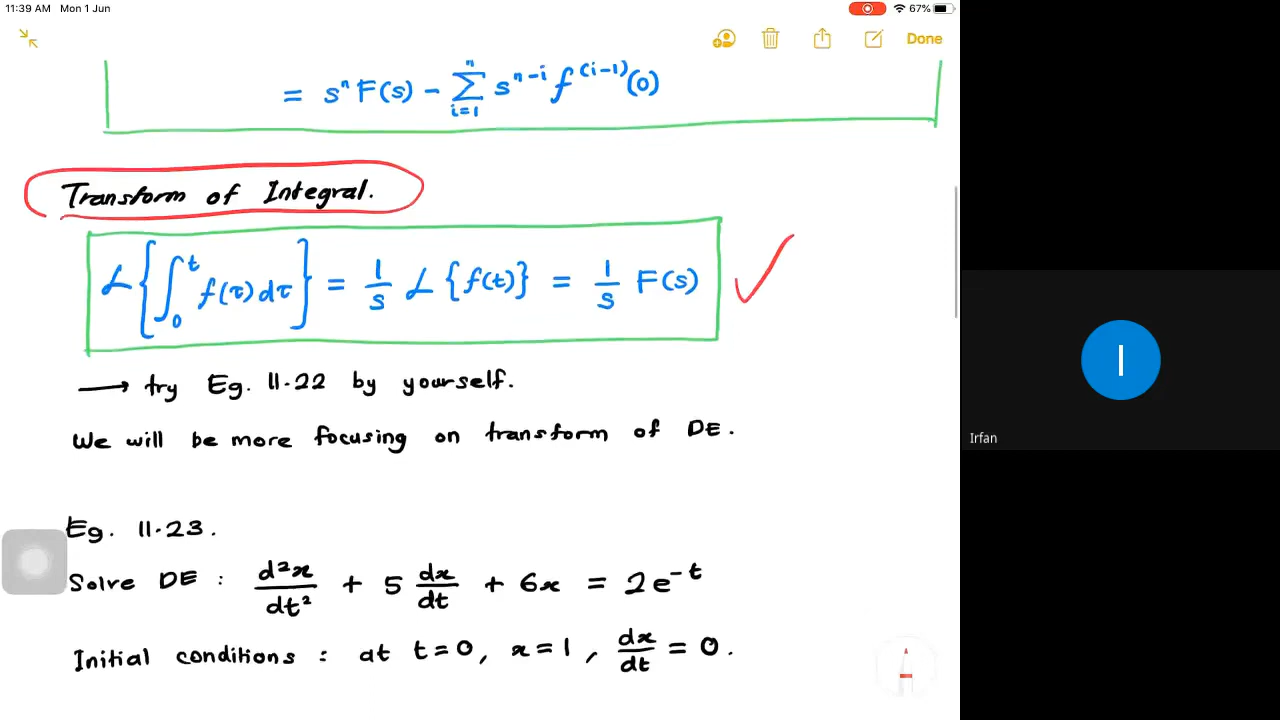 11:39 AM Mon 1 Jun 67%
Done
= sⁿ F(s) − ∑ᵢ₌₁ⁿ sⁿ⁻ⁱ f⁽ⁱ⁻¹⁾(0)
Transform of Integral.
ℒ{∫₀ᵗ f(τ)dτ} = 1/s ℒ{f(t)} = 1/s F(s)
→ try Eg. 11.22 by yourself.
We will be more focusing on transform of DE.
I
Irfan
Eg. 11.23.
Solve DE : d²x/dt² + 5 dx/dt + 6x = 2e⁻ᵗ
Initial conditions : at t=0, x=1, dx/dt = 0.